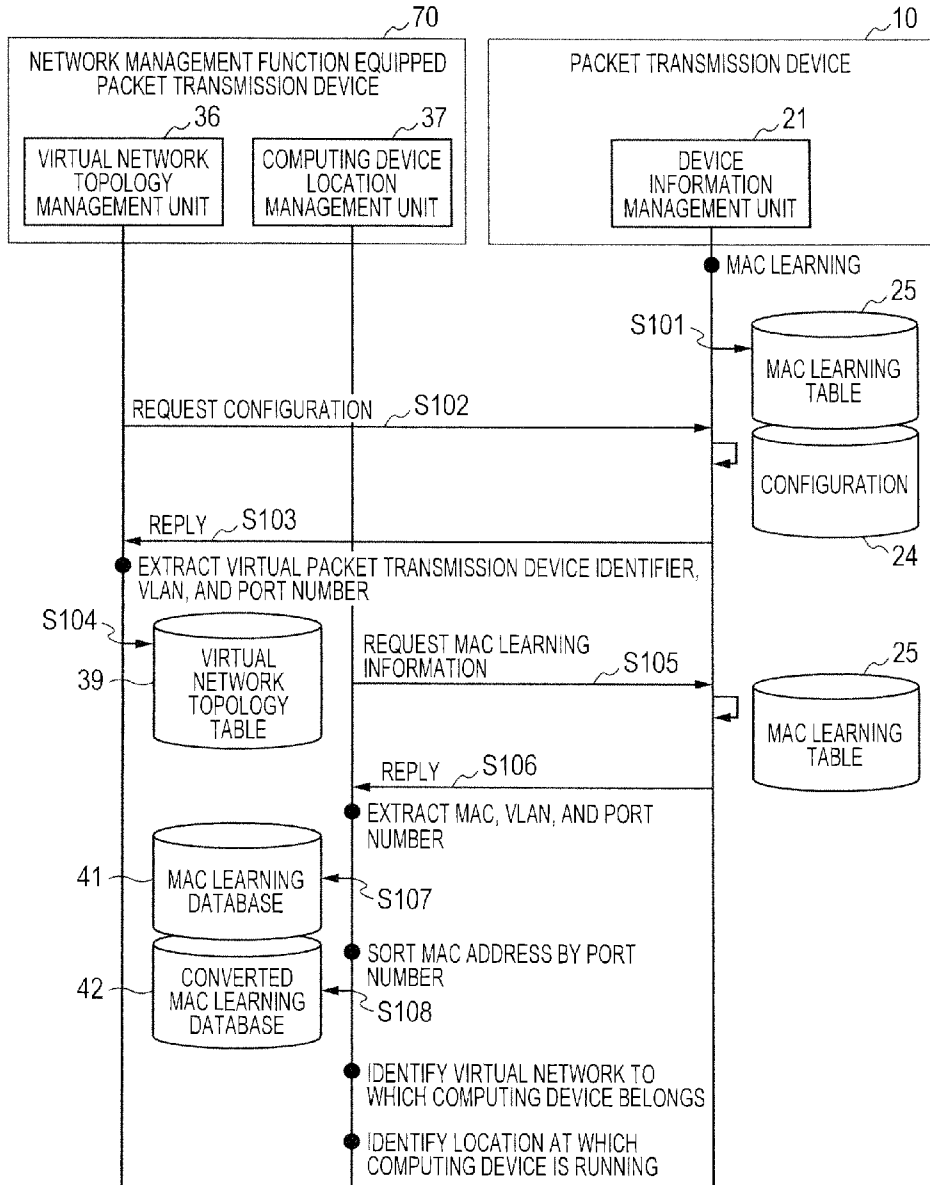 70
10
NETWORK MANAGEMENT FUNCTION EQUIPPED
PACKET TRANSMISSION DEVICE
PACKET TRANSMISSION DEVICE
36
37
21
VIRTUAL NETWORK
TOPOLOGY
MANAGEMENT UNIT
COMPUTING DEVICE
LOCATION
MANAGEMENT UNIT
DEVICE
INFORMATION
MANAGEMENT UNIT
MAC LEARNING
25
S101
MAC LEARNING
TABLE
REQUEST CONFIGURATION
S102
CONFIGURATION
24
REPLY
S103
EXTRACT VIRTUAL PACKET TRANSMISSION DEVICE IDENTIFIER,
VLAN, AND PORT NUMBER
S104
39
VIRTUAL
NETWORK
TOPOLOGY
TABLE
REQUEST MAC LEARNING
INFORMATION
S105
25
MAC LEARNING
TABLE
REPLY
S106
EXTRACT MAC, VLAN, AND PORT
NUMBER
41
MAC LEARNING
DATABASE
S107
SORT MAC ADDRESS BY PORT
NUMBER
42
CONVERTED
MAC LEARNING
DATABASE
S108
IDENTIFY VIRTUAL NETWORK TO
WHICH COMPUTING DEVICE BELONGS
IDENTIFY LOCATION AT WHICH
COMPUTING DEVICE IS RUNNING